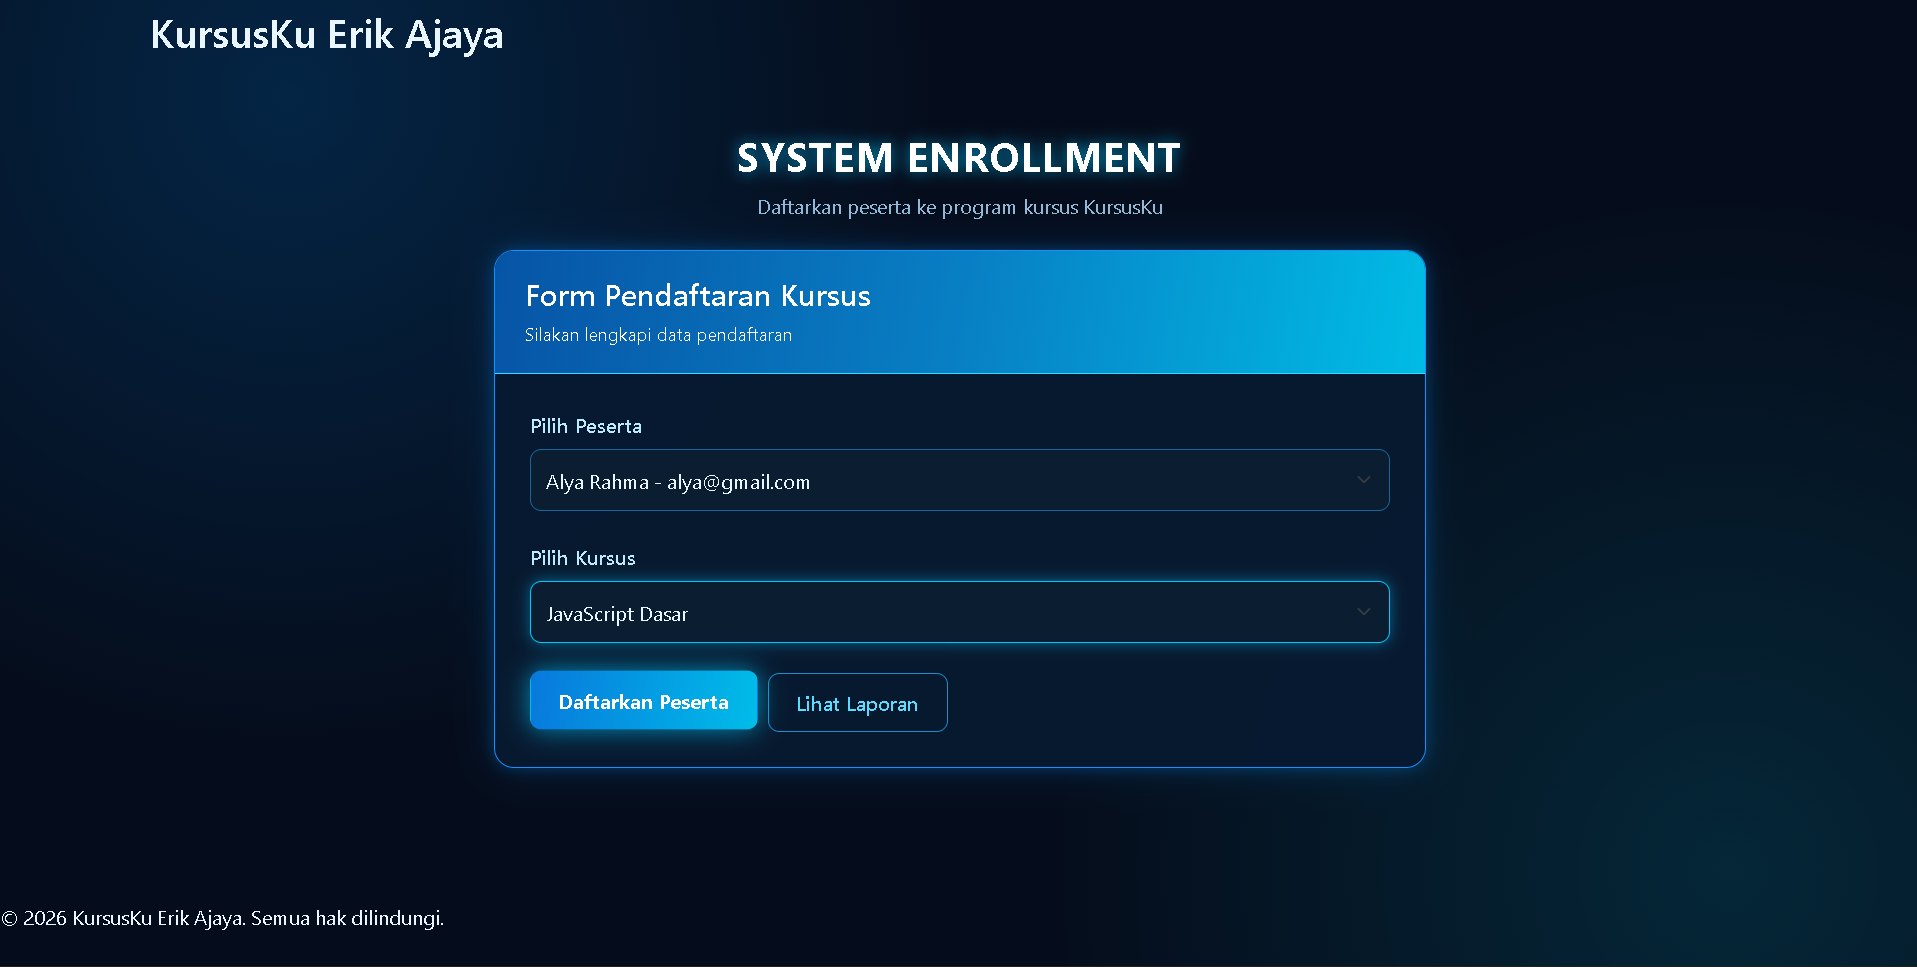 KursusKu Erik Ajaya
SYSTEM ENROLLMENT
Daftarkan peserta ke program kursus KursusKu
Form Pendaftaran Kursus
Silakan lengkapi data pendaftaran
Pilih Peserta
Alya Rahma - alya@gmail.com
Pilih Kursus
JavaScript Dasar
Daftarkan Peserta
Lihat Laporan
© 2026 KursusKu Erik Ajaya. Semua hak dilindungi.